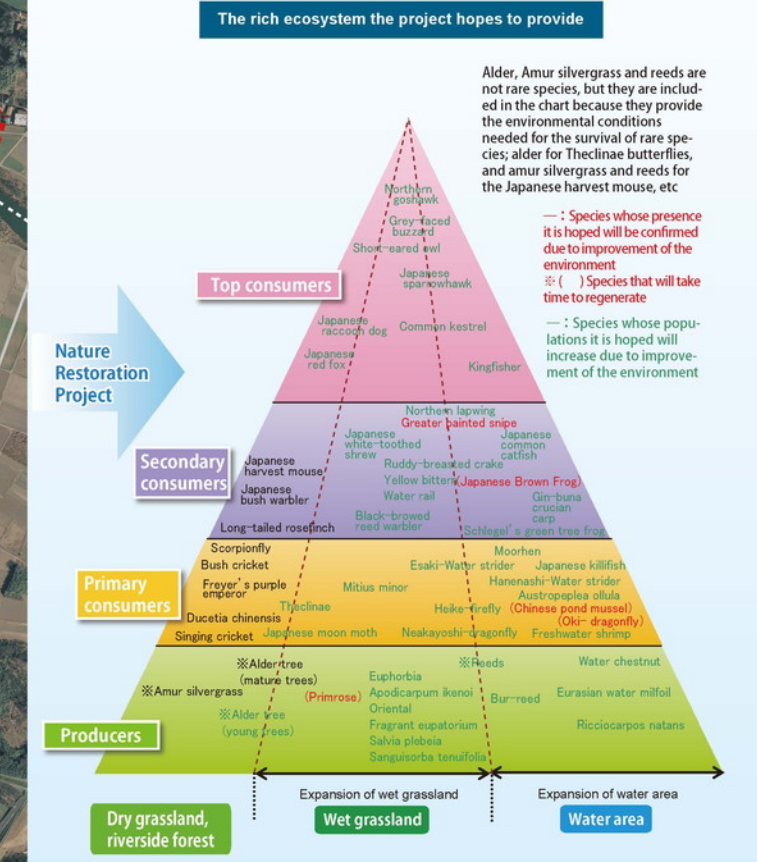 The rich ecosystem the project hopes to provide
Alder, Amur silvergrass and reeds are
not rare species, but they are includ-
ed in the chart because they provide
the environmental conditions
needed for the survival of rare spe-
cies; alder for Theclinae butterflies,
and amur silvergrass and reeds for
the Japanese harvest mouse, etc
—：Species whose presence
it is hoped will be confirmed
due to improvement of the
environment
※(　) Species that will take
time to regenerate
—：Species whose popu-
lations it is hoped will
increase due to improve-
ment of the environment
Nature
Restoration
Project
Top consumers
Northern
goshawk
Grey-faced
buzzard
Short-eared owl
Japanese
sparrowhawk
Japanese
raccoon dog
Common kestrel
Japanese
red fox
Kingfisher
Secondary
consumers
Northern lapwing
Greater painted snipe
Japanese
white-toothed
shrew
Japanese
common
catfish
Japanese
harvest mouse
Ruddy-breasted crake
Yellow bittern
(Japanese Brown Frog)
Japanese
bush warbler
Water rail
Gin-buna
crucian
carp
Black-browed
reed warbler
Long-tailed rosefinch
Schlegel's green tree frog
Primary
consumers
Scorpionfly
Moorhen
Bush cricket
Esaki-Water strider
Japanese killifish
Freyer's purple
emperor
Mitius minor
Hanenashi-Water strider
Austropeplea ollula
Theclinae
Heike-firefly
(Chinese pond mussel)
Ducetia chinensis
(Oki- dragonfly)
Singing cricket
Japanese moon moth
Neakayoshi-dragonfly
Freshwater shrimp
Producers
※Alder tree
(mature trees)
※Reeds
Water chestnut
※Amur silvergrass
(Primrose)
Euphorbia
Apodicarpum ikenoi
Oriental
Fragrant eupatorium
Salvia plebeia
Sanguisorba tenuifolia
Bur-reed
Eurasian water milfoil
※Alder tree
(young trees)
Ricciocarpos natans
Expansion of wet grassland
Expansion of water area
Dry grassland,
riverside forest
Wet grassland
Water area